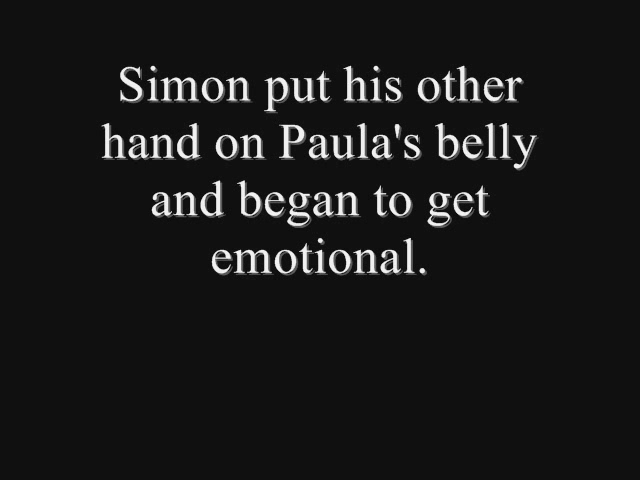 Simon put his other
hand on Paula's belly
and began to get
emotional.